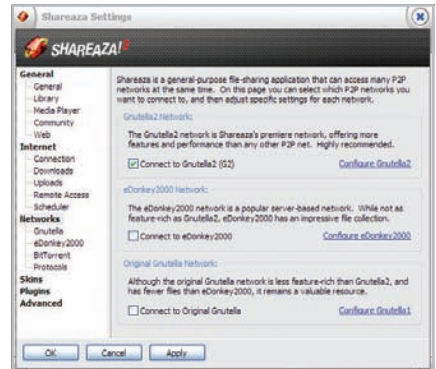 Shareaza Settings
SHAREAZA!
General
General
Library
Media Player
Community
Web
Internet
Connection
Downloads
Uploads
Remote Access
Scheduler
Networks
Gnutella
eDonkey2000
BitTorrent
Protocols
Skins
Plugins
Advanced
Shareaza is a general-purpose file-sharing application that can access many P2P
networks at the same time. On this page you can select which P2P networks you
want to connect to, and then adjust specific settings for each network.
Gnutella2 Network:
The Gnutella2 network is Shareaza's premiere network, offering more
features and performance than any other P2P net. Highly recommended.
Connect to Gnutella2 (G2) Configure Gnutella2
eDonkey2000 Network:
The eDonkey2000 network is a popular server-based network. While not as
feature-rich as Gnutella2, eDonkey2000 has an impressive file collection.
Connect to eDonkey2000 Configure eDonkey2000
Original Gnutella Network:
Although the original Gnutella network is less feature-rich than Gnutella2, and
has fewer files than eDonkey2000, it remains a valuable resource.
Connect to Original Gnutella Configure Gnutella1
OK Cancel Apply